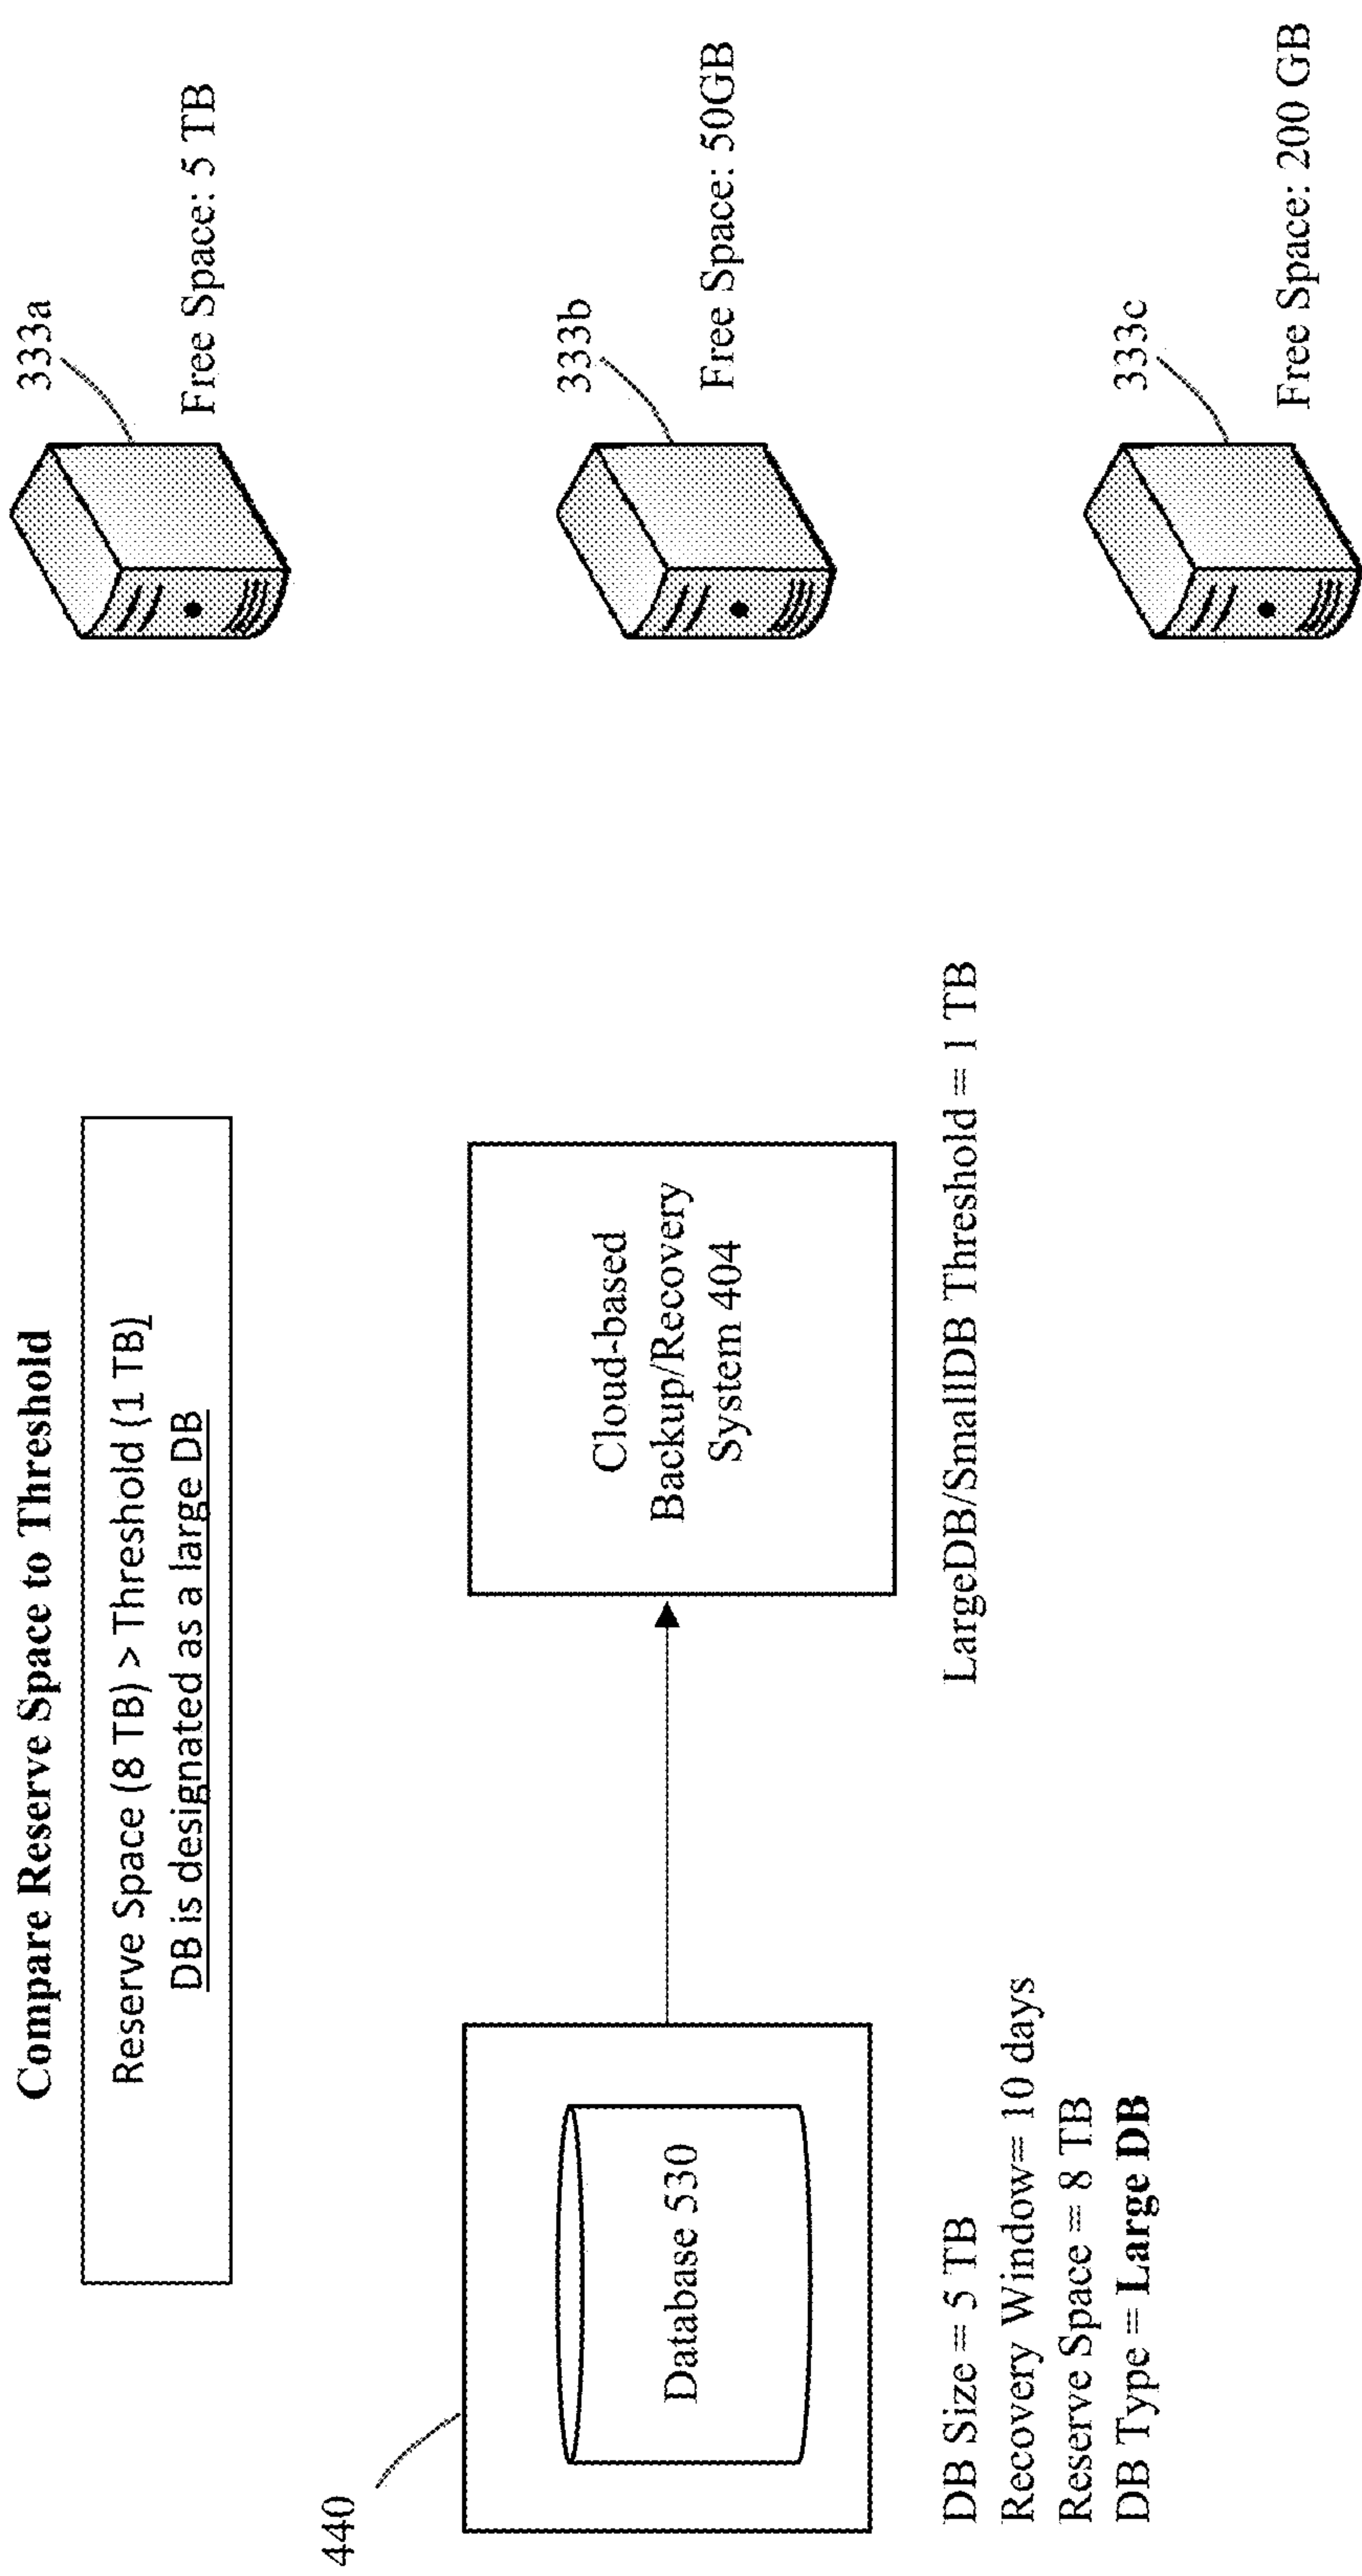 Compare Reserve Space to Threshold
Reserve Space (8 TB) > Threshold (1 TB)
DB is designated as a large DB
440
Database 530
DB Size = 5 TB
Recovery Window= 10 days
Reserve Space = 8 TB
DB Type = Large DB
Cloud-based
Backup/Recovery
System 404
LargeDB/SmallDB Threshold = 1 TB
333a
Free Space: 5 TB
333b
Free Space: 50GB
333c
Free Space: 200 GB